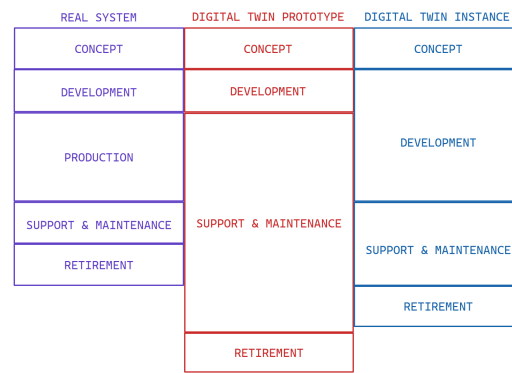 REAL SYSTEM
CONCEPT
DEVELOPMENT
PRODUCTION
SUPPORT & MAINTENANCE
RETIREMENT
DIGITAL TWIN PROTOTYPE
CONCEPT
DEVELOPMENT
SUPPORT & MAINTENANCE
RETIREMENT
DIGITAL TWIN INSTANCE
CONCEPT
DEVELOPMENT
SUPPORT & MAINTENANCE
RETIREMENT